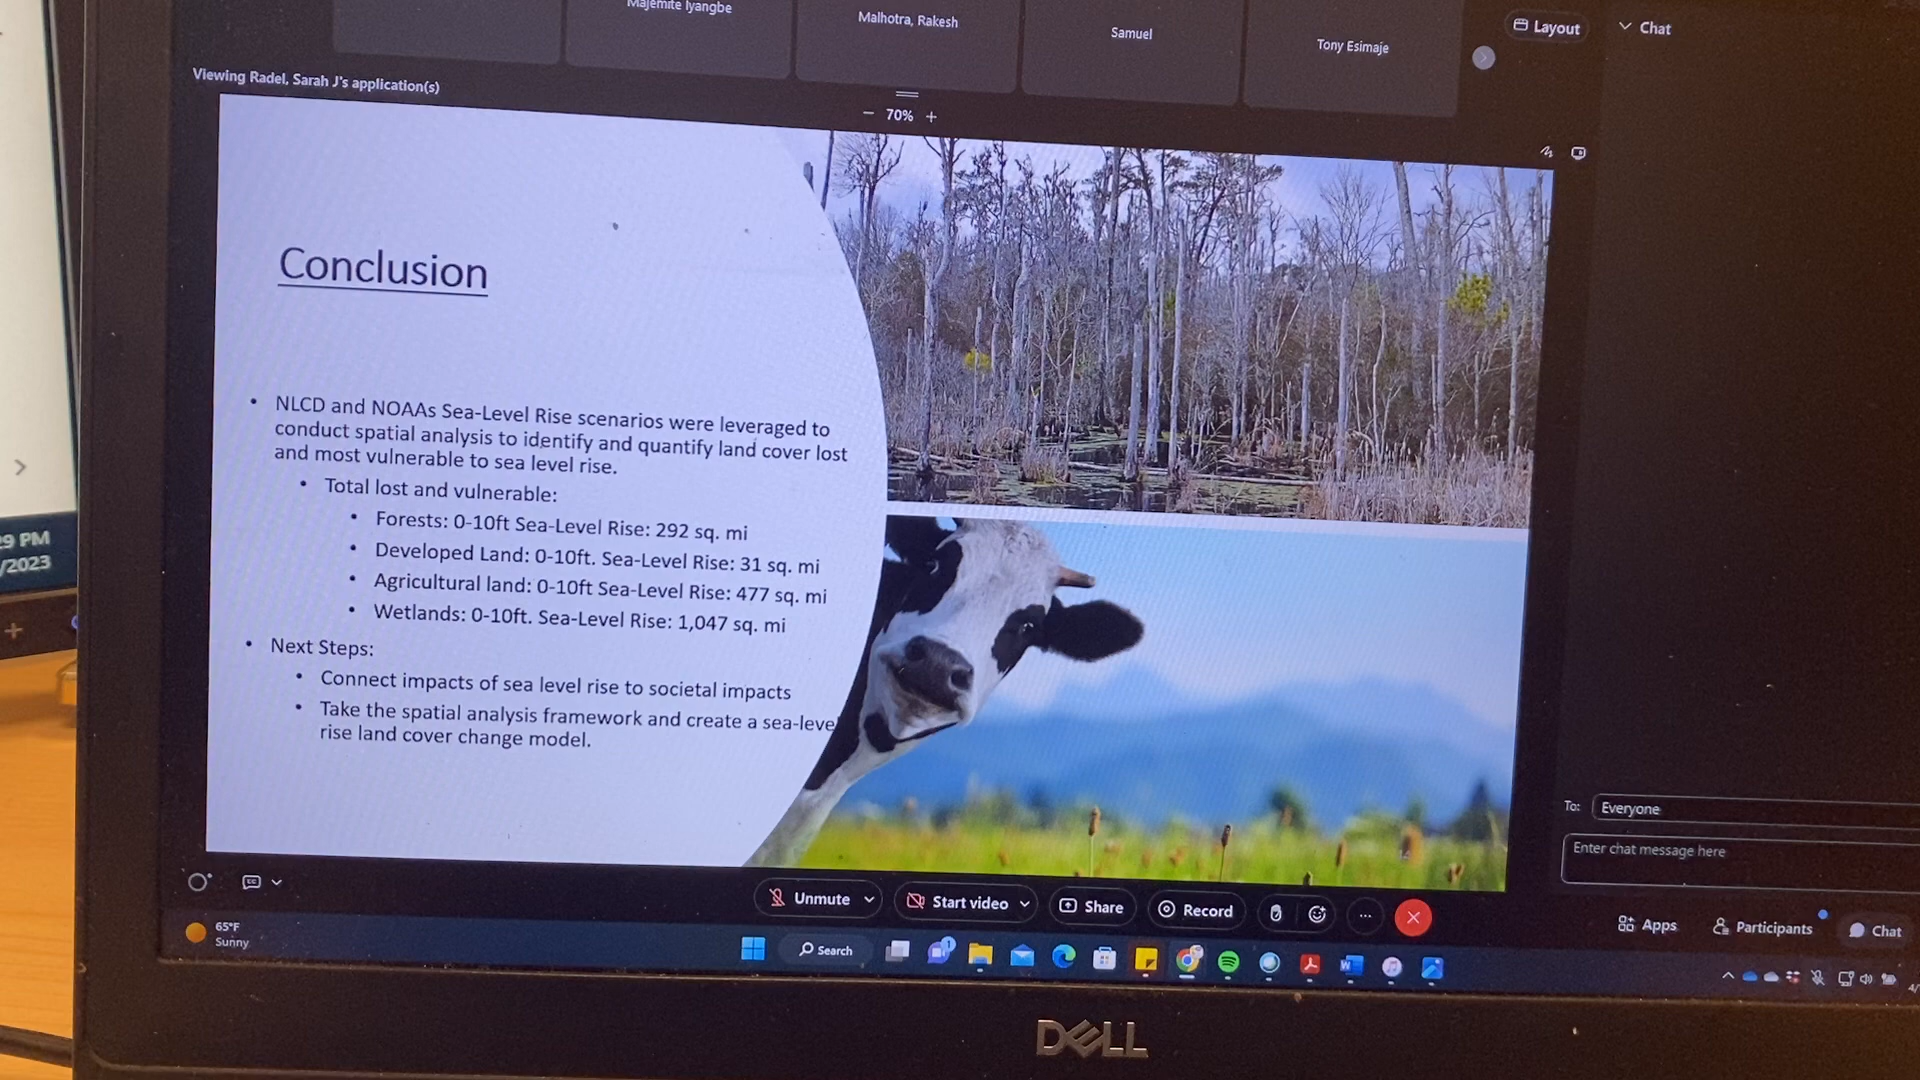 Majemite Iyangbe
Malhotra, Rakesh
Samuel
Tony Esimaje
Layout
Chat
Viewing Radel, Sarah J's application(s)
70%
Conclusion
• NLCD and NOAAs Sea-Level Rise scenarios were leveraged to
conduct spatial analysis to identify and quantify land cover lost
and most vulnerable to sea level rise.
• Total lost and vulnerable:
• Forests: 0-10ft Sea-Level Rise: 292 sq. mi
• Developed Land: 0-10ft. Sea-Level Rise: 31 sq. mi
• Agricultural land: 0-10ft Sea-Level Rise: 477 sq. mi
• Wetlands: 0-10ft. Sea-Level Rise: 1,047 sq. mi
• Next Steps:
• Connect impacts of sea level rise to societal impacts
• Take the spatial analysis framework and create a sea-level
rise land cover change model.
9 PM
/2023
To:
Everyone
Enter chat message here
Unmute
Start video
Share
Record
Apps
Participants
Chat
65°F
Sunny
Search
4/
DELL